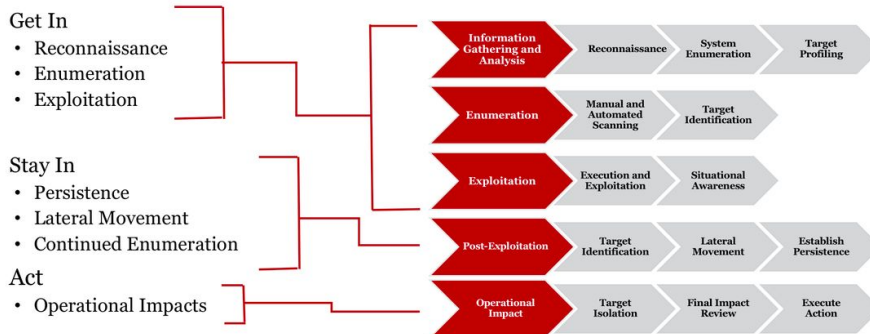 Get In
• Reconnaissance
• Enumeration
• Exploitation
Stay In
• Persistence
• Lateral Movement
• Continued Enumeration
Act
• Operational Impacts
Information
Gathering and
Analysis
Reconnaissance
System
Enumeration
Target
Profiling
Enumeration
Manual and
Automated
Scanning
Target
Identification
Exploitation
Execution and
Exploitation
Situational
Awareness
Post-Exploitation
Target
Identification
Lateral
Movement
Establish
Persistence
Operational
Impact
Target
Isolation
Final Impact
Review
Execute
Action